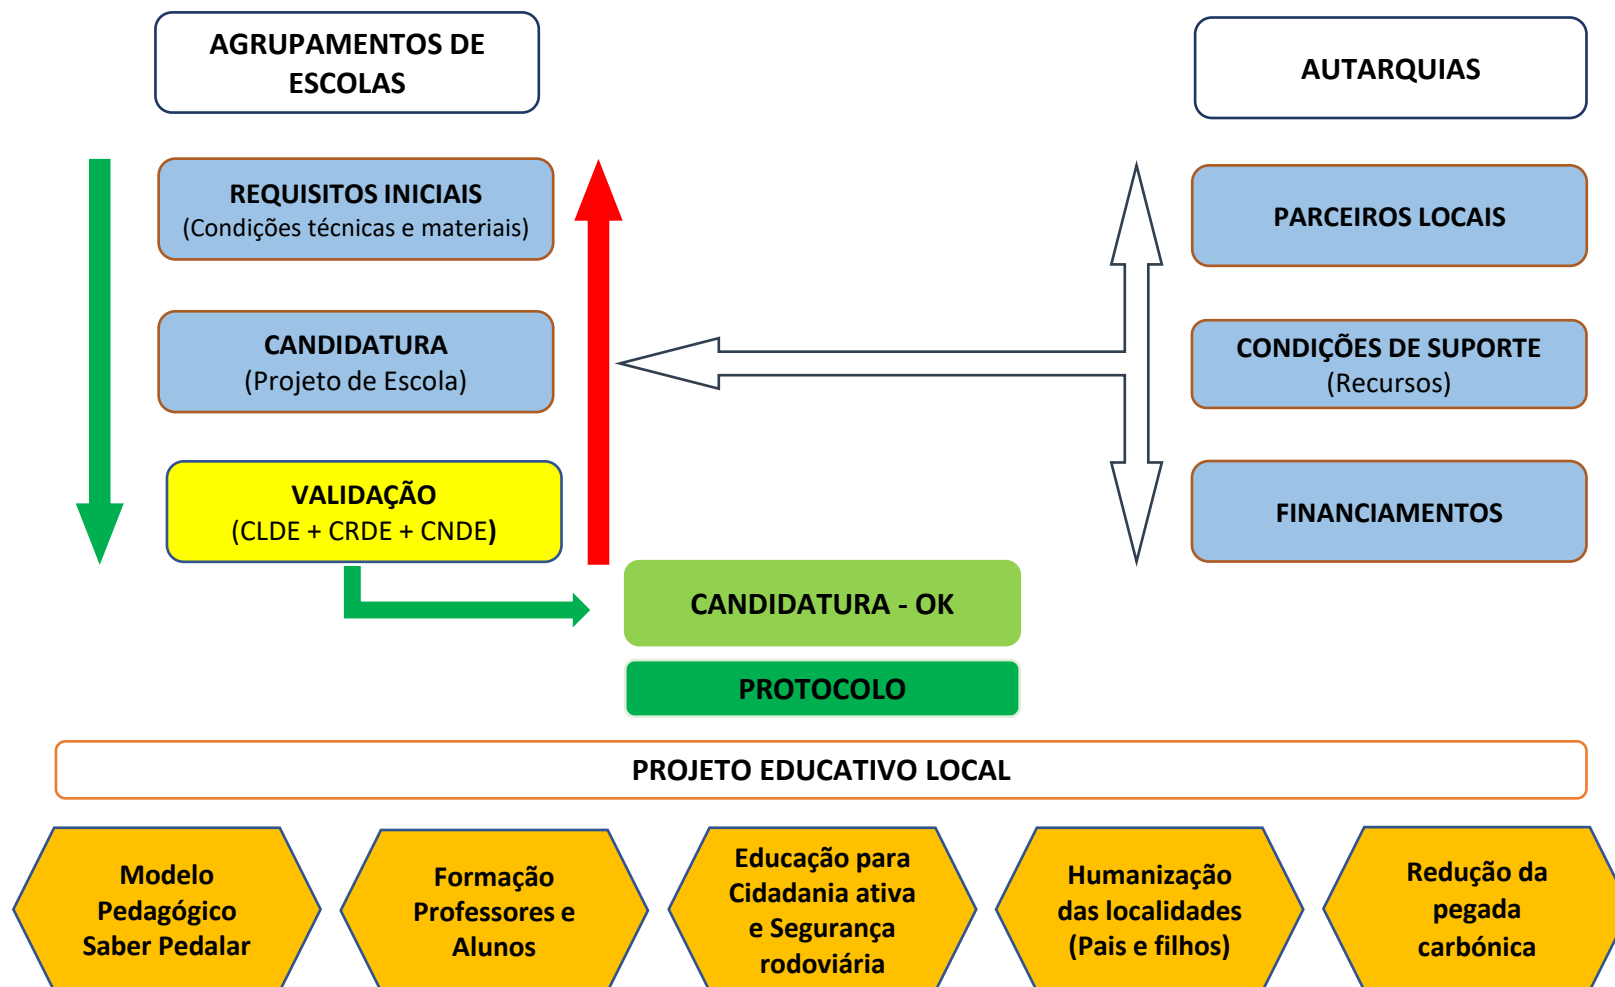 AGRUPAMENTOS DE
ESCOLAS
AUTARQUIAS
REQUISITOS INICIAIS
(Condições técnicas e materiais)
PARCEIROS LOCAIS
CANDIDATURA
(Projeto de Escola)
CONDIÇÕES DE SUPORTE
(Recursos)
VALIDAÇÃO
(CLDE + CRDE + CNDE)
FINANCIAMENTOS
CANDIDATURA - OK
PROTOCOLO
PROJETO EDUCATIVO LOCAL
Modelo
Pedagógico
Saber Pedalar
Formação
Professores e
Alunos
Educação para
Cidadania ativa
e Segurança
rodoviária
Humanização
das localidades
(Pais e filhos)
Redução da
pegada
carbónica